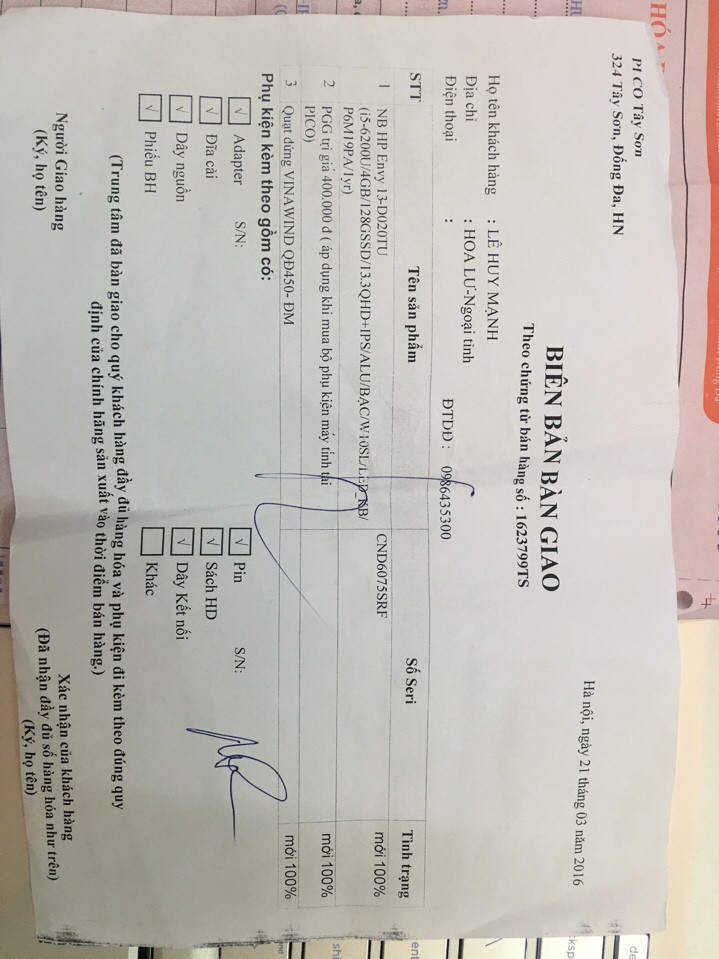 PI CO Tây Sơn
324 Tây Sơn, Đống Đa, HN
Hà nội, ngày 21 tháng 03 năm 2016
BIÊN BẢN BÀN GIAO
Theo chứng từ bán hàng số : 1623799TS
Họ tên khách hàng : LÊ HUY MẠNH
Địa chỉ : HOA LƯ-Ngoại tỉnh
Điện thoại : ĐTDĐ : 0986435300
STT Tên sản phẩm Số Seri Tình trạng
1 NB HP Envy 13-D020TU CND6075SRF mới 100%
(i5-6200U/4GB/128GSSD/13.3QHD+IPS/ALU/BẠC/W10SL/LED_KB/
P6M19PA/1yr)
2 PGG trị giá 400.000 đ ( áp dụng khi mua bộ phụ kiện máy tính tại mới 100%
PICO)
3 Quạt đứng VINAWIND QĐ450- ĐM mới 100%
Phụ kiện kèm theo gồm có:
√ Adapter S/N: √ Pin S/N:
√ Đĩa cài √ Sách HD
√ Dây nguồn √ Dây Kết nối
√ Phiếu BH Khác
(Trung tâm đã bàn giao cho quý khách hàng đầy đủ hàng hóa và phụ kiện đi kèm theo đúng quy
định của chính hãng sản xuất vào thời điểm bán hàng.)
Người Giao hàng
(Ký, họ tên)
Xác nhận của khách hàng
(Đã nhận đầy đủ số hàng hóa như trên)
(Ký, họ tên)